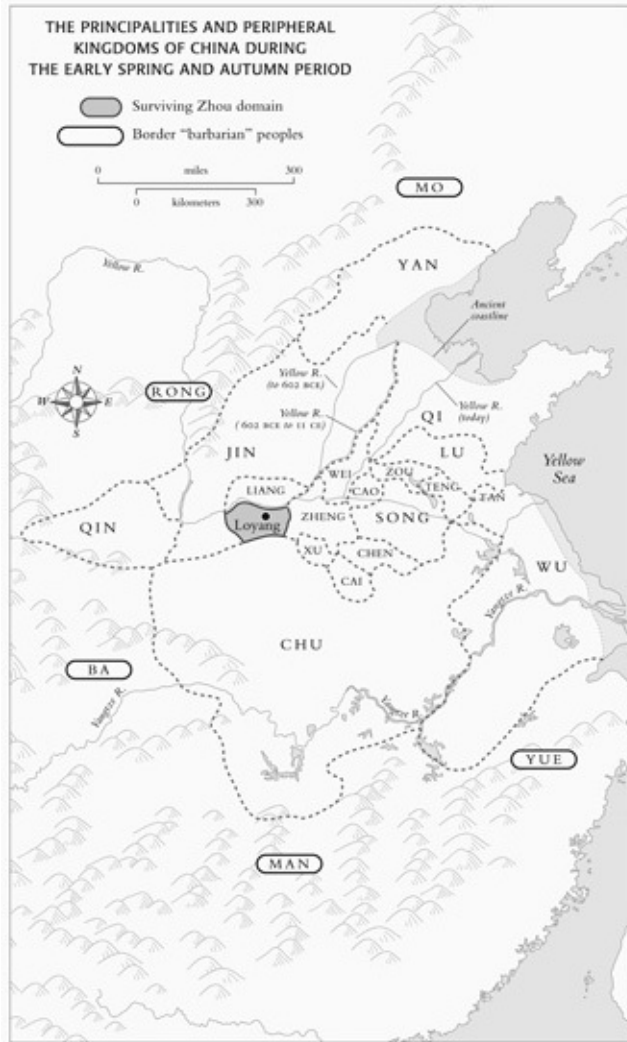 THE PRINCIPALITIES AND PERIPHERAL
KINGDOMS OF CHINA DURING
THE EARLY SPRING AND AUTUMN PERIOD
Surviving Zhou domain
Border “barbarian” peoples
0 miles 300
0 kilometers 300
MO
YAN
Yellow R.
Ancient
coastline
N
W E
S
RONG
Yellow R.
(to 602 BCE)
Yellow R.
(602 BCE to 11 CE)
Yellow R.
(today)
QI
JIN
LU
WEI
ZOU
Yellow
Sea
LIANG
CAO
TENG
TAN
QIN
Loyang
ZHENG
SONG
XU
CHEN
WU
CAI
Yangtze R.
CHU
BA
Yangtze R.
Yangtze R.
YUE
MAN